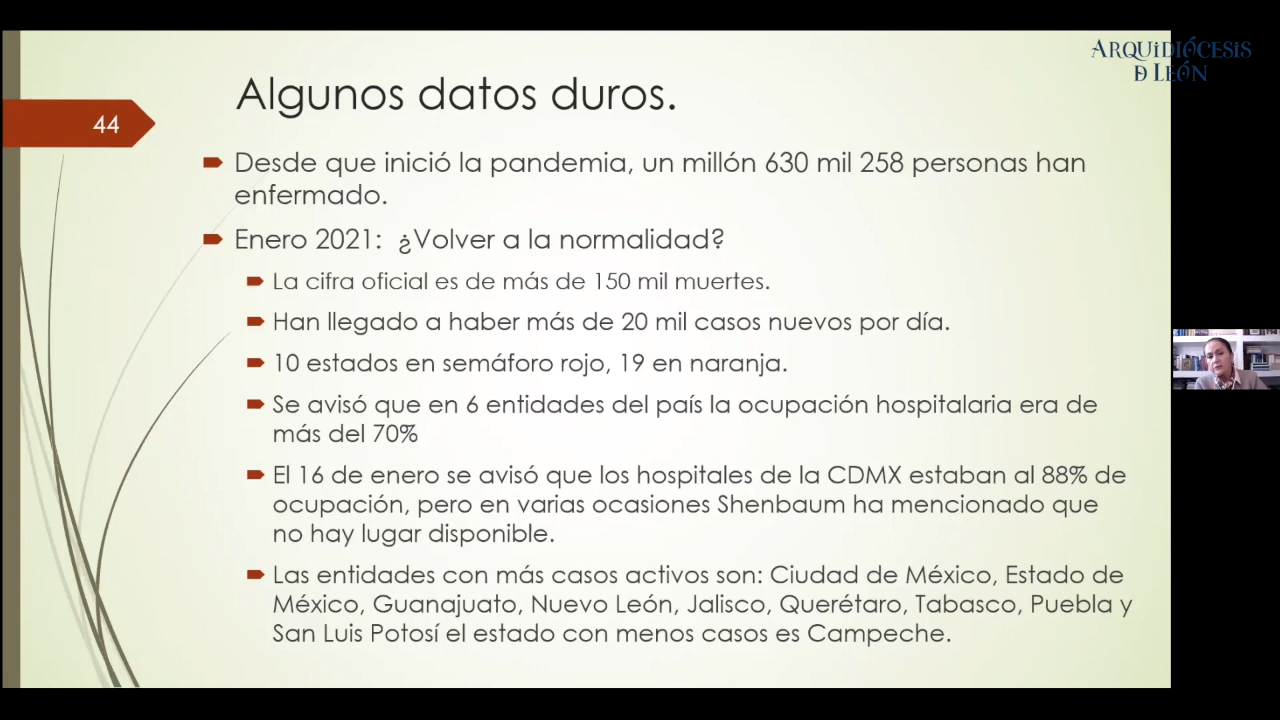 ARQUIDIÓCESIS
D LEÓN
Algunos datos duros.
44
Desde que inició la pandemia, un millón 630 mil 258 personas han
enfermado.
Enero 2021: ¿Volver a la normalidad?
La cifra oficial es de más de 150 mil muertes.
Han llegado a haber más de 20 mil casos nuevos por día.
10 estados en semáforo rojo, 19 en naranja.
Se avisó que en 6 entidades del país la ocupación hospitalaria era de
más del 70%
El 16 de enero se avisó que los hospitales de la CDMX estaban al 88% de
ocupación, pero en varias ocasiones Shenbaum ha mencionado que
no hay lugar disponible.
Las entidades con más casos activos son: Ciudad de México, Estado de
México, Guanajuato, Nuevo León, Jalisco, Querétaro, Tabasco, Puebla y
San Luis Potosí el estado con menos casos es Campeche.